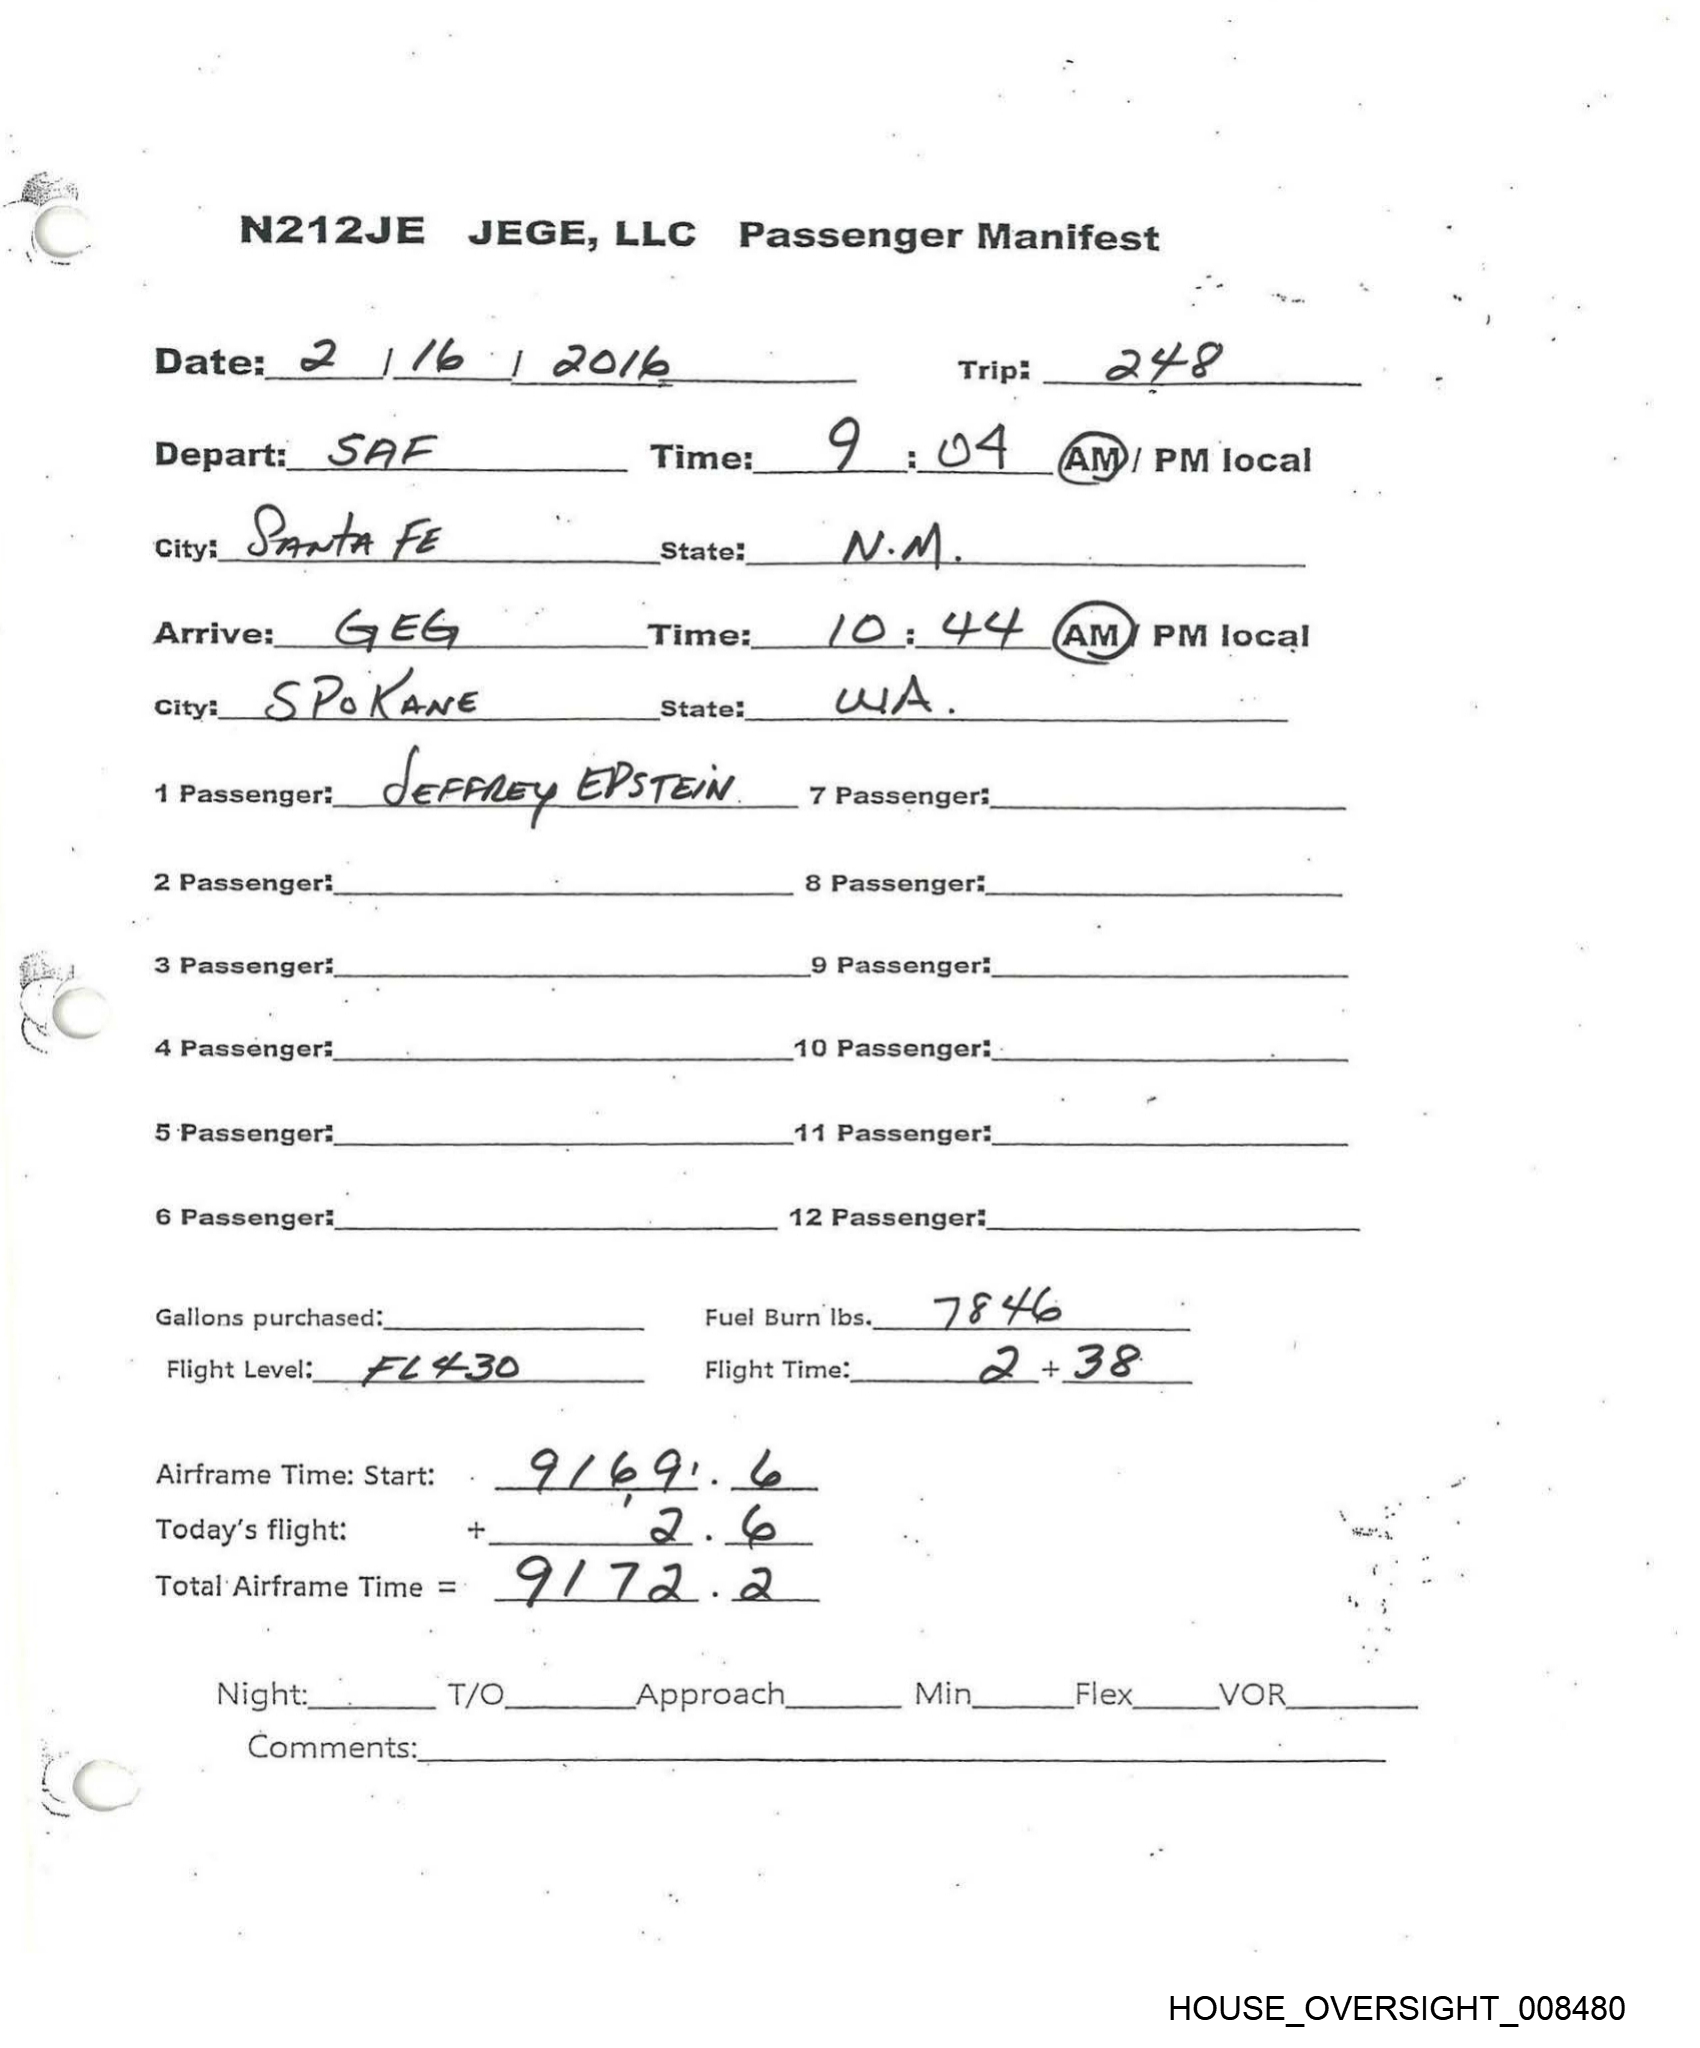 N212JE JEGE, LLC Passenger Manifest
Date: 2 / 16 / 2016 Trip: 248
Depart: SAF Time: 9 : 04 AM / PM local
City: SANTA FE State: N.M.
Arrive: GEG Time: 10 : 44 AM / PM local
City: SPOKANE State: WA.
1 Passenger: JEFFREY EPSTEIN 7 Passenger:
2 Passenger: 8 Passenger:
3 Passenger: 9 Passenger:
4 Passenger: 10 Passenger:
5 Passenger: 11 Passenger:
6 Passenger: 12 Passenger:
Gallons purchased: Fuel Burn lbs. 7846
Flight Level: FL430 Flight Time: 2 + 38
Airframe Time: Start: 9169 . 6
Today's flight: + 2 . 6
Total Airframe Time = 9172 . 2
Night: T/O Approach Min Flex VOR
Comments:
HOUSE_OVERSIGHT_008480